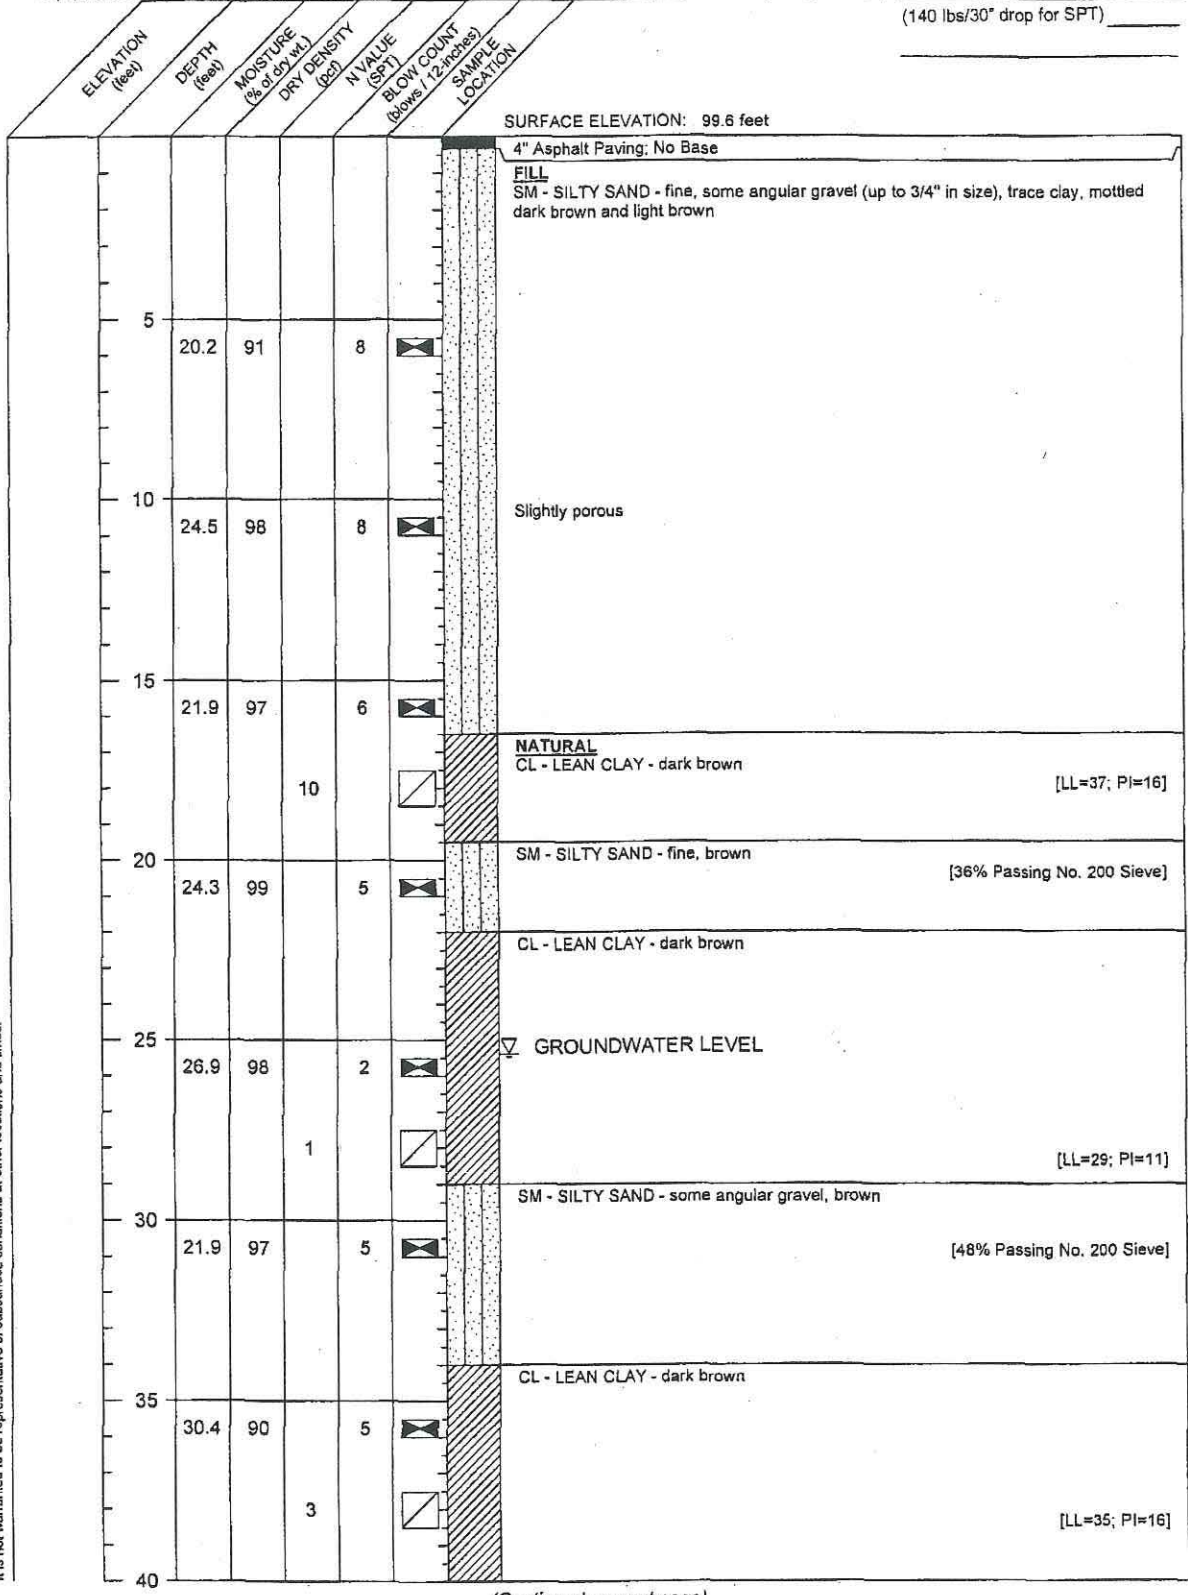 (140 lbs/30" drop for SPT)
ELEVATION
(feet)
DEPTH
(feet)
MOISTURE
(% of dry wt.)
DRY DENSITY
(pcf)
N VALUE
(SPT)
BLOW COUNT
(blows / 12-inches)
SAMPLE
LOCATION
SURFACE ELEVATION: 99.6 feet
4" Asphalt Paving; No Base
FILL
SM - SILTY SAND - fine, some angular gravel (up to 3/4" in size), trace clay, mottled
dark brown and light brown
5
20.2 91 8
10
Slightly porous
24.5 98 8
15
21.9 97 6
NATURAL
CL - LEAN CLAY - dark brown
10 [LL=37; PI=16]
SM - SILTY SAND - fine, brown
20
[36% Passing No. 200 Sieve]
24.3 99 5
CL - LEAN CLAY - dark brown
25
GROUNDWATER LEVEL
26.9 98 2
1 [LL=29; PI=11]
SM - SILTY SAND - some angular gravel, brown
30
21.9 97 5 [48% Passing No. 200 Sieve]
CL - LEAN CLAY - dark brown
35
30.4 90 5
3 [LL=35; PI=16]
40